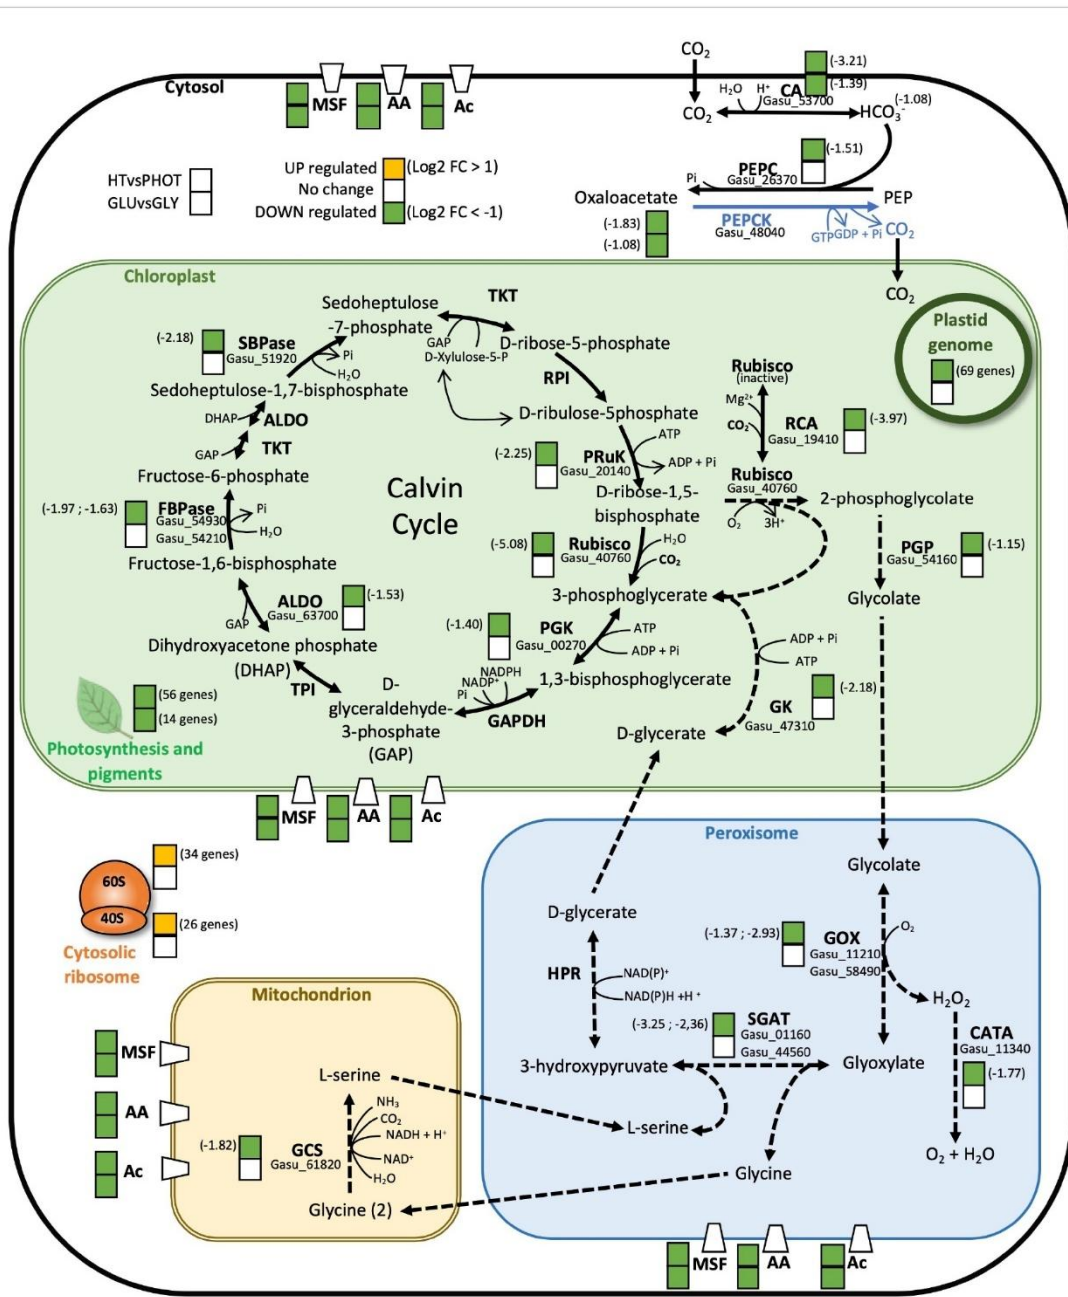 CO2
Cytosol
MSF
AA
Ac
(-3.21)
(-1.39)
H2O
H+
CA
Gasu_53700
CO2
HCO3-
(-1.08)
HTvsPHOT
GLUvsGLY
UP regulated
(Log2 FC > 1)
No change
DOWN regulated
(Log2 FC < -1)
(-1.51)
PEPC
Gasu_26370
Pi
Oxaloacetate
PEP
(-1.83)
(-1.08)
PEPCK
Gasu_48040
GTP
GDP + Pi
CO2
CO2
Chloroplast
Sedoheptulose
-7-phosphate
TKT
GAP
D-Xylulose-5-P
D-ribose-5-phosphate
(-2.18)
SBPase
Gasu_51920
Pi
H2O
Sedoheptulose-1,7-bisphosphate
RPI
D-ribulose-5phosphate
DHAP
ALDO
TKT
GAP
Fructose-6-phosphate
Plastid
genome
(69 genes)
Rubisco
(inactive)
Mg2+
CO2
RCA
Gasu_19410
(-3.97)
(-2.25)
PRuK
Gasu_20140
ATP
ADP + Pi
D-ribose-1,5-
bisphosphate
Rubisco
Gasu_40760
O2
3H+
2-phosphoglycolate
Calvin
Cycle
(-1.97 ; -1.63)
FBPase
Gasu_54930
Gasu_54210
Pi
H2O
Fructose-1,6-bisphosphate
(-5.08)
Rubisco
Gasu_40760
H2O
CO2
PGP
Gasu_54160
(-1.15)
3-phosphoglycerate
Glycolate
ALDO
Gasu_63700
(-1.53)
GAP
Dihydroxyacetone phosphate
(DHAP)
(-1.40)
PGK
Gasu_00270
ATP
ADP + Pi
ADP + Pi
ATP
1,3-bisphosphoglycerate
TPI
D-
glyceraldehyde-
3-phosphate
(GAP)
Pi
NADP+
NADPH
GAPDH
(-2.18)
GK
Gasu_47310
D-glycerate
(56 genes)
(14 genes)
Photosynthesis and
pigments
MSF
AA
Ac
Peroxisome
Glycolate
(34 genes)
60S
40S
(26 genes)
Cytosolic
ribosome
D-glycerate
(-1.37 ; -2.93)
GOX
Gasu_11210
Gasu_58490
O2
H2O2
HPR
NAD(P)+
NAD(P)H +H +
(-3.25 ; -2,36)
SGAT
Gasu_01160
Gasu_44560
CATA
Gasu_11340
(-1.77)
3-hydroxypyruvate
Glyoxylate
L-serine
Glycine
O2 + H2O
Mitochondrion
MSF
AA
Ac
L-serine
NH3
CO2
NADH + H+
NAD+
H2O
(-1.82)
GCS
Gasu_61820
Glycine (2)
MSF
AA
Ac